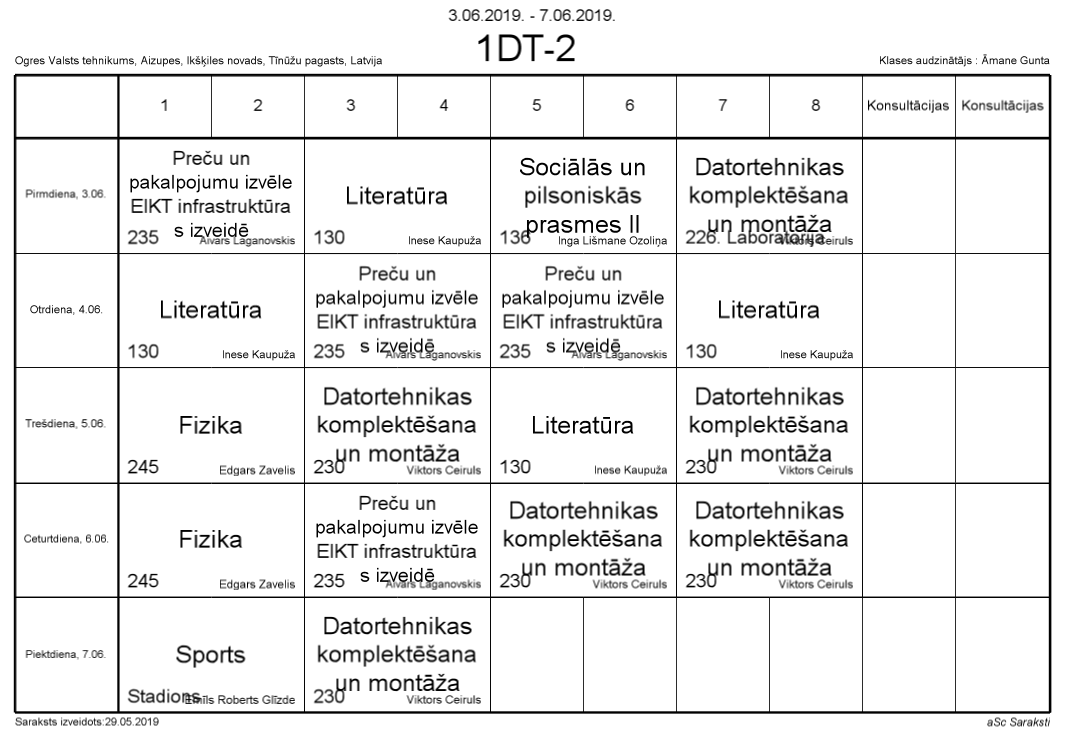 3.06.2019. - 7.06.2019.
1DT-2
Ogres Valsts tehnikums, Aizupes, Ikšķiles novads, Tīnūžu pagasts, Latvija
Klases audzinātājs : Āmane Gunta
1 2 3 4 5 6 7 8 Konsultācijas Konsultācijas
Pirmdiena, 3.06.
Preču un
pakalpojumu izvēle
EIKT infrastruktūra
s izveidē
235 Aivars Laganovskis
Literatūra
130 Inese Kaupuža
Sociālās un
pilsoniskās
prasmes II
136 Inga Lišmane Ozoliņa
Datortehnikas
komplektēšana
un montāža
226. Laboratorija Viktors Ceiruls
Otrdiena, 4.06.
Literatūra
130 Inese Kaupuža
Preču un
pakalpojumu izvēle
EIKT infrastruktūra
s izveidē
235 Aivars Laganovskis
Preču un
pakalpojumu izvēle
EIKT infrastruktūra
s izveidē
235 Aivars Laganovskis
Literatūra
130 Inese Kaupuža
Trešdiena, 5.06.
Fizika
245 Edgars Zavelis
Datortehnikas
komplektēšana
un montāža
230 Viktors Ceiruls
Literatūra
130 Inese Kaupuža
Datortehnikas
komplektēšana
un montāža
230 Viktors Ceiruls
Ceturtdiena, 6.06.
Fizika
245 Edgars Zavelis
Preču un
pakalpojumu izvēle
EIKT infrastruktūra
s izveidē
235 Aivars Laganovskis
Datortehnikas
komplektēšana
un montāža
230 Viktors Ceiruls
Datortehnikas
komplektēšana
un montāža
230 Viktors Ceiruls
Piektdiena, 7.06.
Sports
Stadions Emīls Roberts Glīzde
Datortehnikas
komplektēšana
un montāža
230 Viktors Ceiruls
Saraksts izveidots:29.05.2019
aSc Saraksti